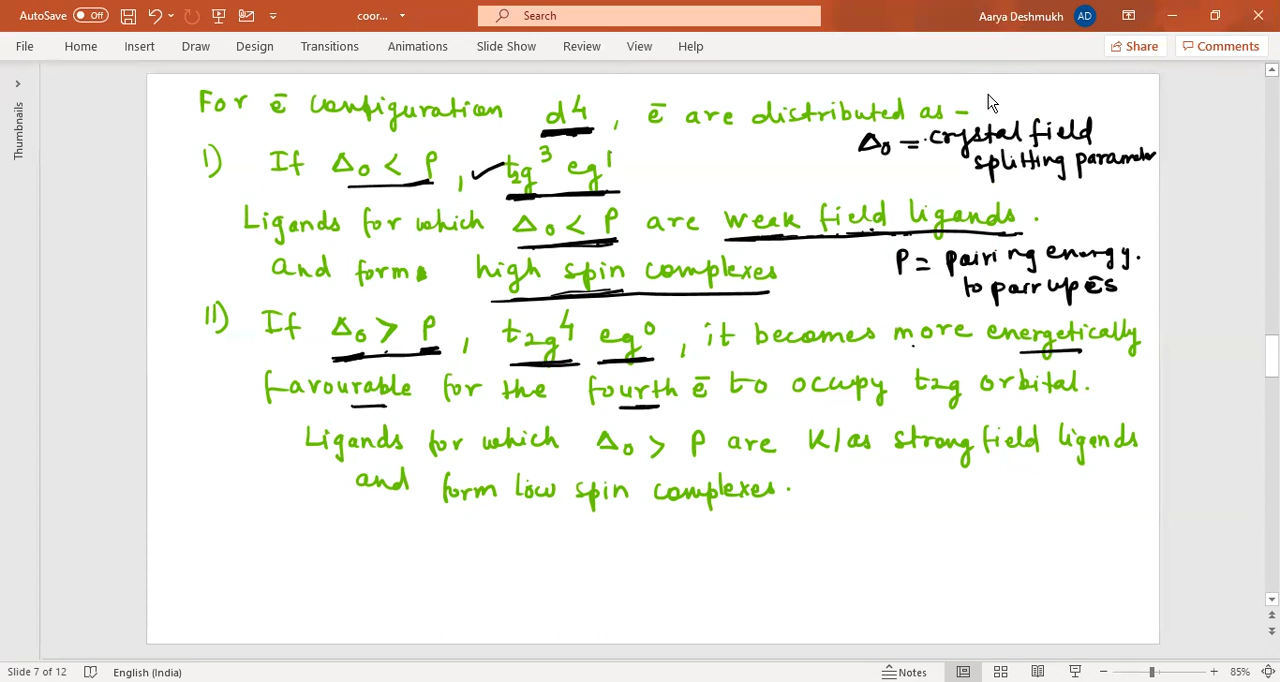 AutoSave Off coor... Search Aarya Deshmukh AD
File Home Insert Draw Design Transitions Animations Slide Show Review View Help Share Comments
Thumbnails
For ē configuration d4, ē are distributed as -
Δo = crystal field
splitting parameter
I) If Δo < P, ✓ t2g³ eg¹
Ligands for which Δo < P are weak field ligands.
and form high spin complexes
P = pairing energy.
to pair up ēs
II) If Δo > P, t2g⁴ eg⁰, it becomes more energetically
favourable for the fourth ē to occupy t2g orbital.
Ligands for which Δo > P are K/as strong field ligands
and form low spin complexes.
Slide 7 of 12 English (India) Notes 85%